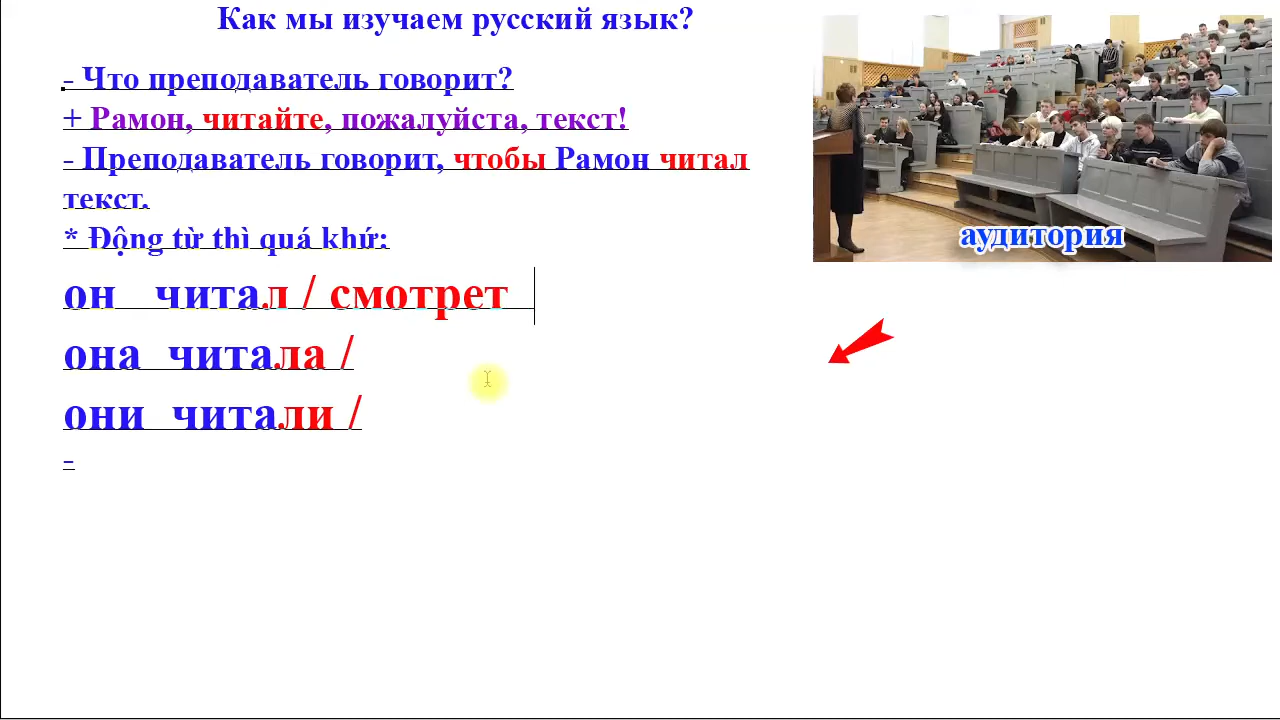 Как мы изучаем русский язык?
- Что преподаватель говорит?
+ Рамон, читайте, пожалуйста, текст!
- Преподаватель говорит, чтобы Рамон читал
текст.
* Động từ thì quá khứ:
он читал / смотрет
она читала /
они читали /
-
аудитория